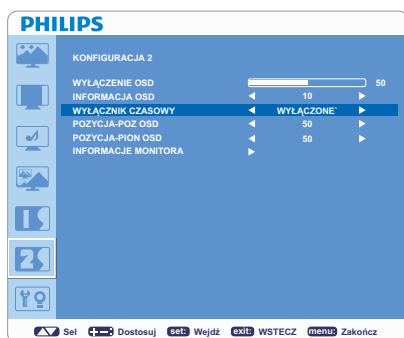 PHILIPS
KONFIGURACJA 2
WYŁĄCZENIE OSD 50
INFORMACJA OSD 10
WYŁĄCZNIK CZASOWY WYŁĄCZONE`
POZYCJA-POZ OSD 50
POZYCJA-PION OSD 50
INFORMACJE MONITORA
Sel Dostosuj set: Wejdź exit: WSTECZ menu: Zakończ